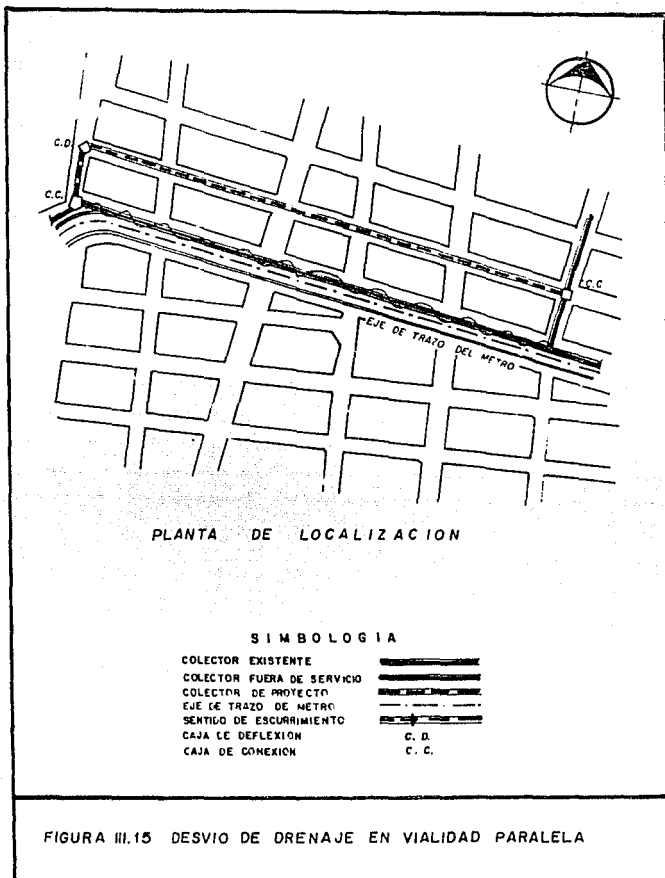 C.D.
C.C.
C.C
EJE DE TRAZO DEL METRO
PLANTA DE LOCALIZACION
SIMBOLOGIA
COLECTOR EXISTENTE
COLECTOR FUERA DE SERVICIO
COLECTOR DE PROYECTO
EJE DE TRAZO DE METRO
SENTIDO DE ESCURRIMIENTO
CAJA DE DEFLEXION C. D.
CAJA DE CONEXION C. C.
FIGURA III.15 DESVIO DE DRENAJE EN VIALIDAD PARALELA